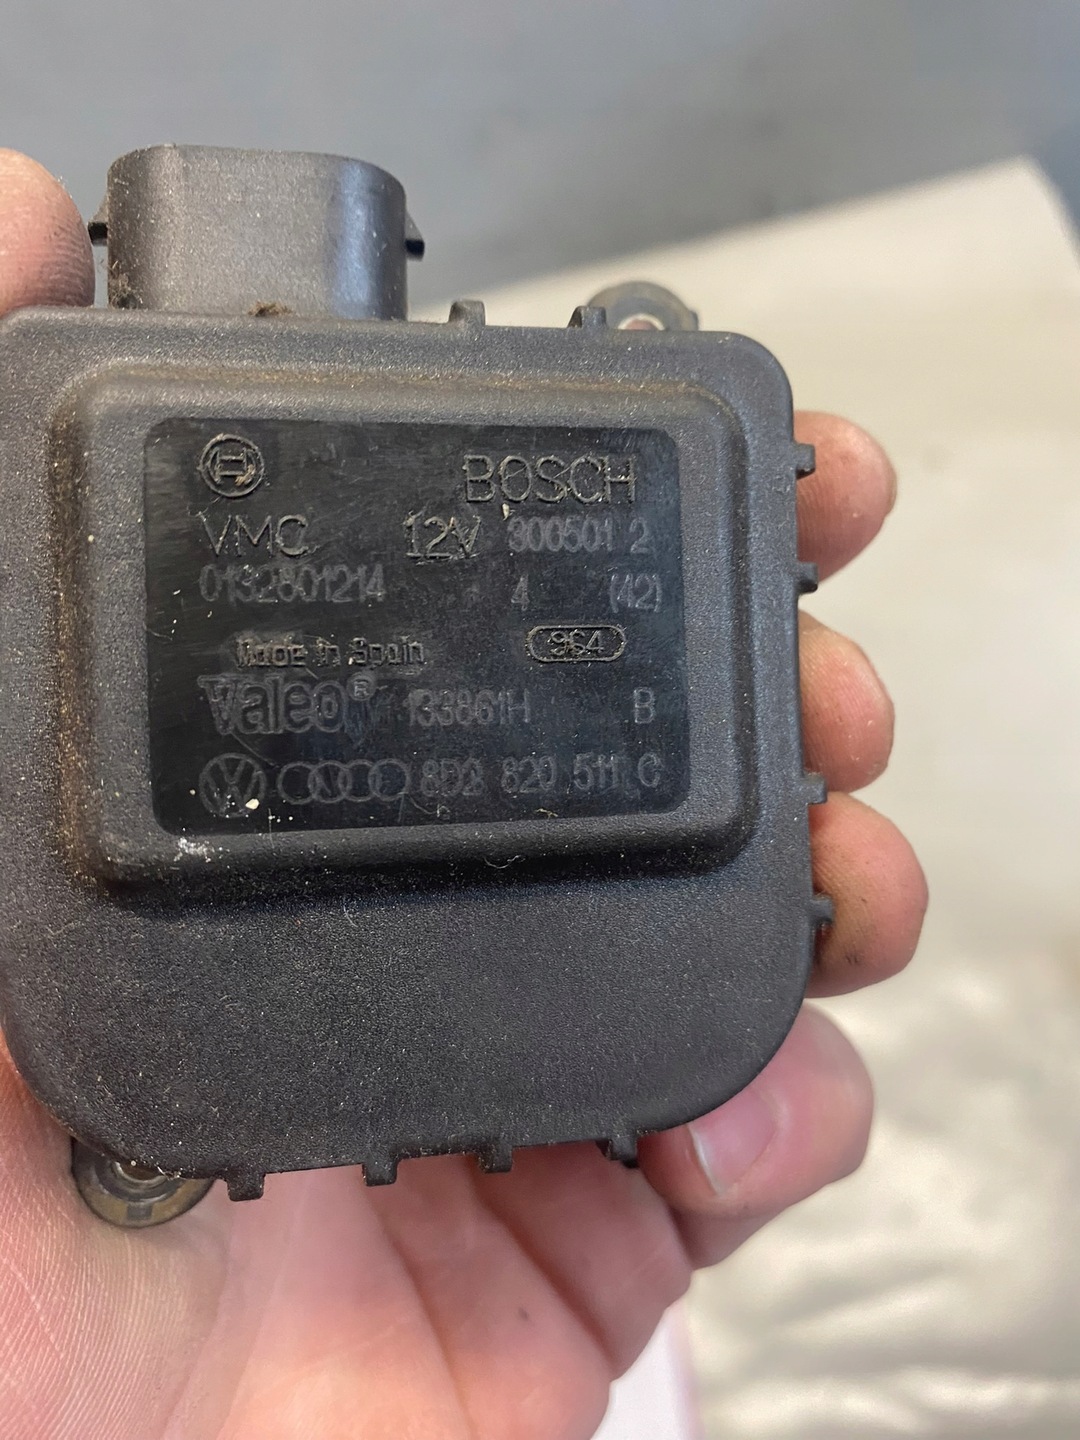 BOSCH
VMC 12V 300501 2
0132801214 4 (42)
Made in Spain 964
Valeo® 133861H B
8D2 820 511 C